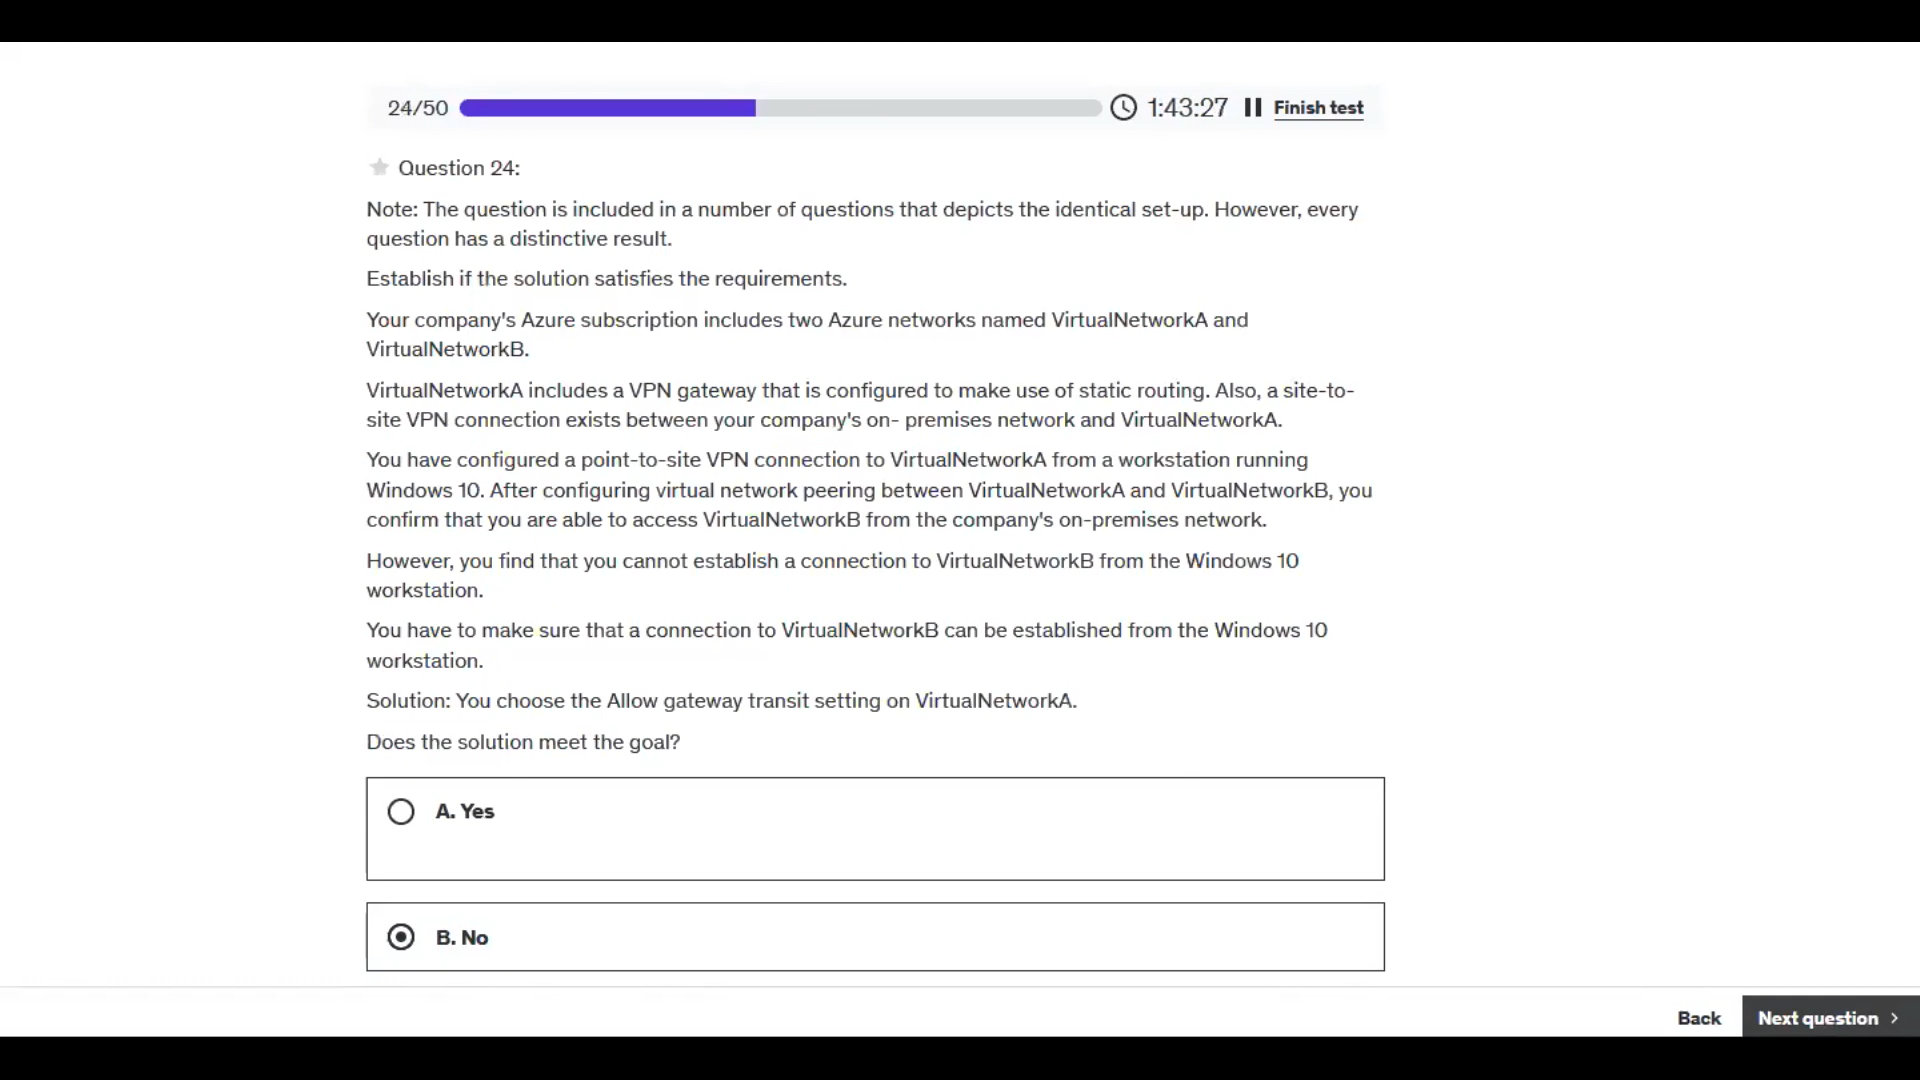 24/50 1:43:27 Finish test
Question 24:
Note: The question is included in a number of questions that depicts the identical set-up. However, every
question has a distinctive result.
Establish if the solution satisfies the requirements.
Your company's Azure subscription includes two Azure networks named VirtualNetworkA and
VirtualNetworkB.
VirtualNetworkA includes a VPN gateway that is configured to make use of static routing. Also, a site-to-
site VPN connection exists between your company's on- premises network and VirtualNetworkA.
You have configured a point-to-site VPN connection to VirtualNetworkA from a workstation running
Windows 10. After configuring virtual network peering between VirtualNetworkA and VirtualNetworkB, you
confirm that you are able to access VirtualNetworkB from the company's on-premises network.
However, you find that you cannot establish a connection to VirtualNetworkB from the Windows 10
workstation.
You have to make sure that a connection to VirtualNetworkB can be established from the Windows 10
workstation.
Solution: You choose the Allow gateway transit setting on VirtualNetworkA.
Does the solution meet the goal?
A. Yes
B. No
Back Next question